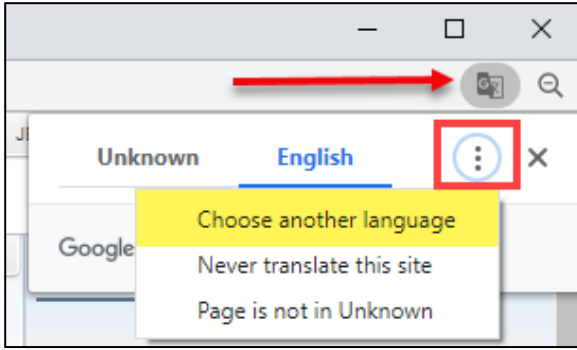 Unknown English
Choose another language
Google
Never translate this site
Page is not in Unknown